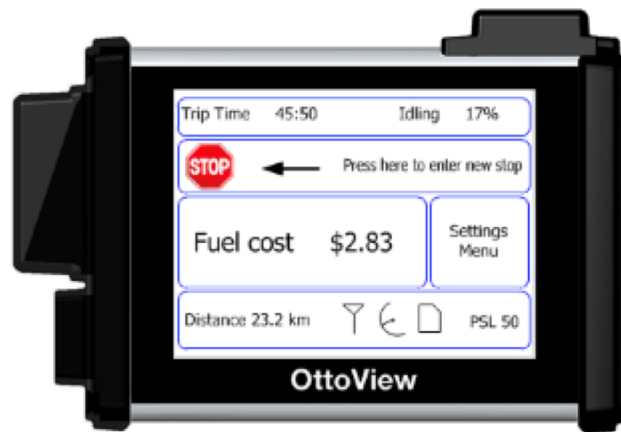 Trip Time 45:50 Idling 17%
STOP Press here to enter new stop
Fuel cost $2.83
Settings
Menu
Distance 23.2 km PSL 50
OttoView